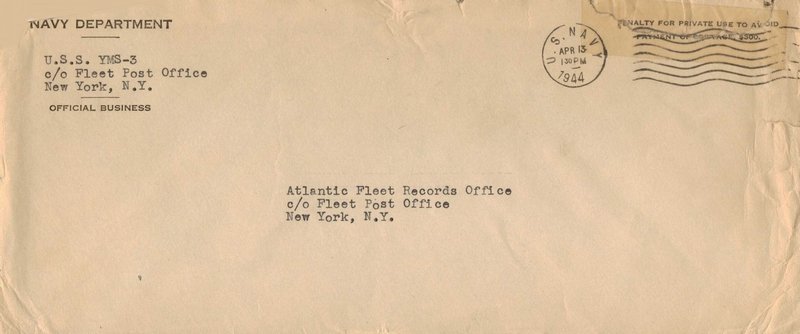 NAVY DEPARTMENT
U.S.S. YMS-3
c/o Fleet Post Office
New York, N.Y.
OFFICIAL BUSINESS
U.S. NAVY
APR 13
1 30 PM
1944
PENALTY FOR PRIVATE USE TO AVOID
PAYMENT OF POSTAGE, $300.
Atlantic Fleet Records Office
c/o Fleet Post Office
New York, N.Y.